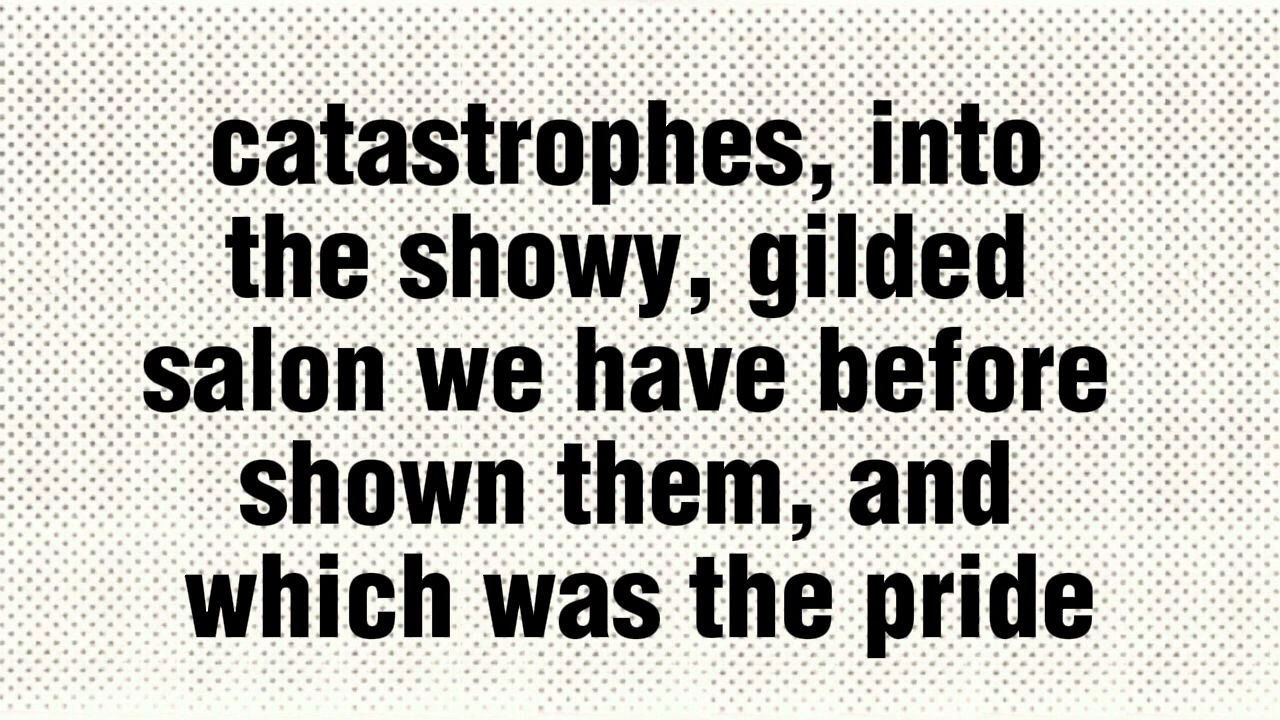 catastrophes, into
the showy, gilded
salon we have before
shown them, and
which was the pride